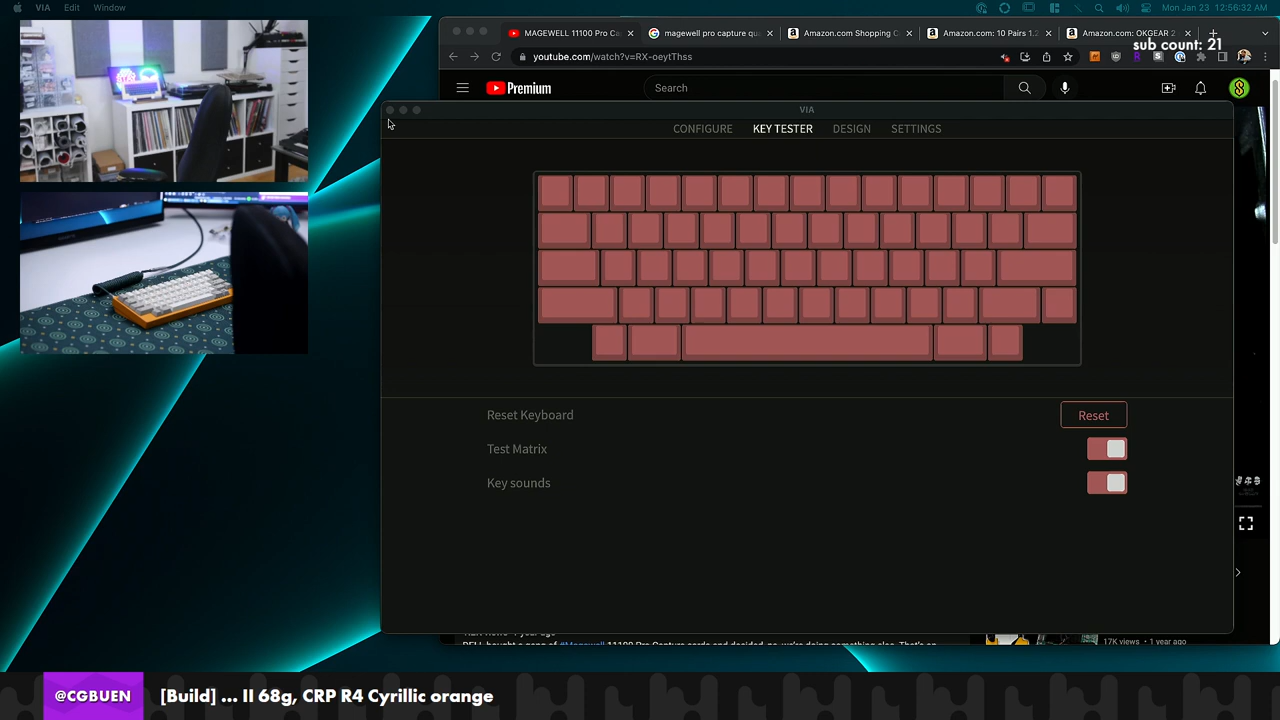 VIA Edit Window
Mon Jan 23 12:56:32 AM
MAGEWELL 11100 Pro Ca
magewell pro capture qu
Amazon.com Shopping C
Amazon.com: 10 Pairs 1.
Amazon.com: OKGEAR 2
sub count: 21
youtube.com/watch?v=RX-oeytThss
Premium
Search
VIA
CONFIGURE KEY TESTER DESIGN SETTINGS
Reset Keyboard
Reset
Test Matrix
Key sounds
17K views • 1 year ago
@CGBUEN
[Build] ... II 68g, CRP R4 Cyrillic orange